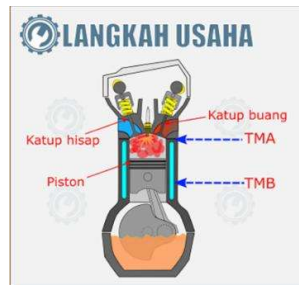 LANGKAH USAHA
Katup hisap
Katup buang
TMA
Piston
TMB